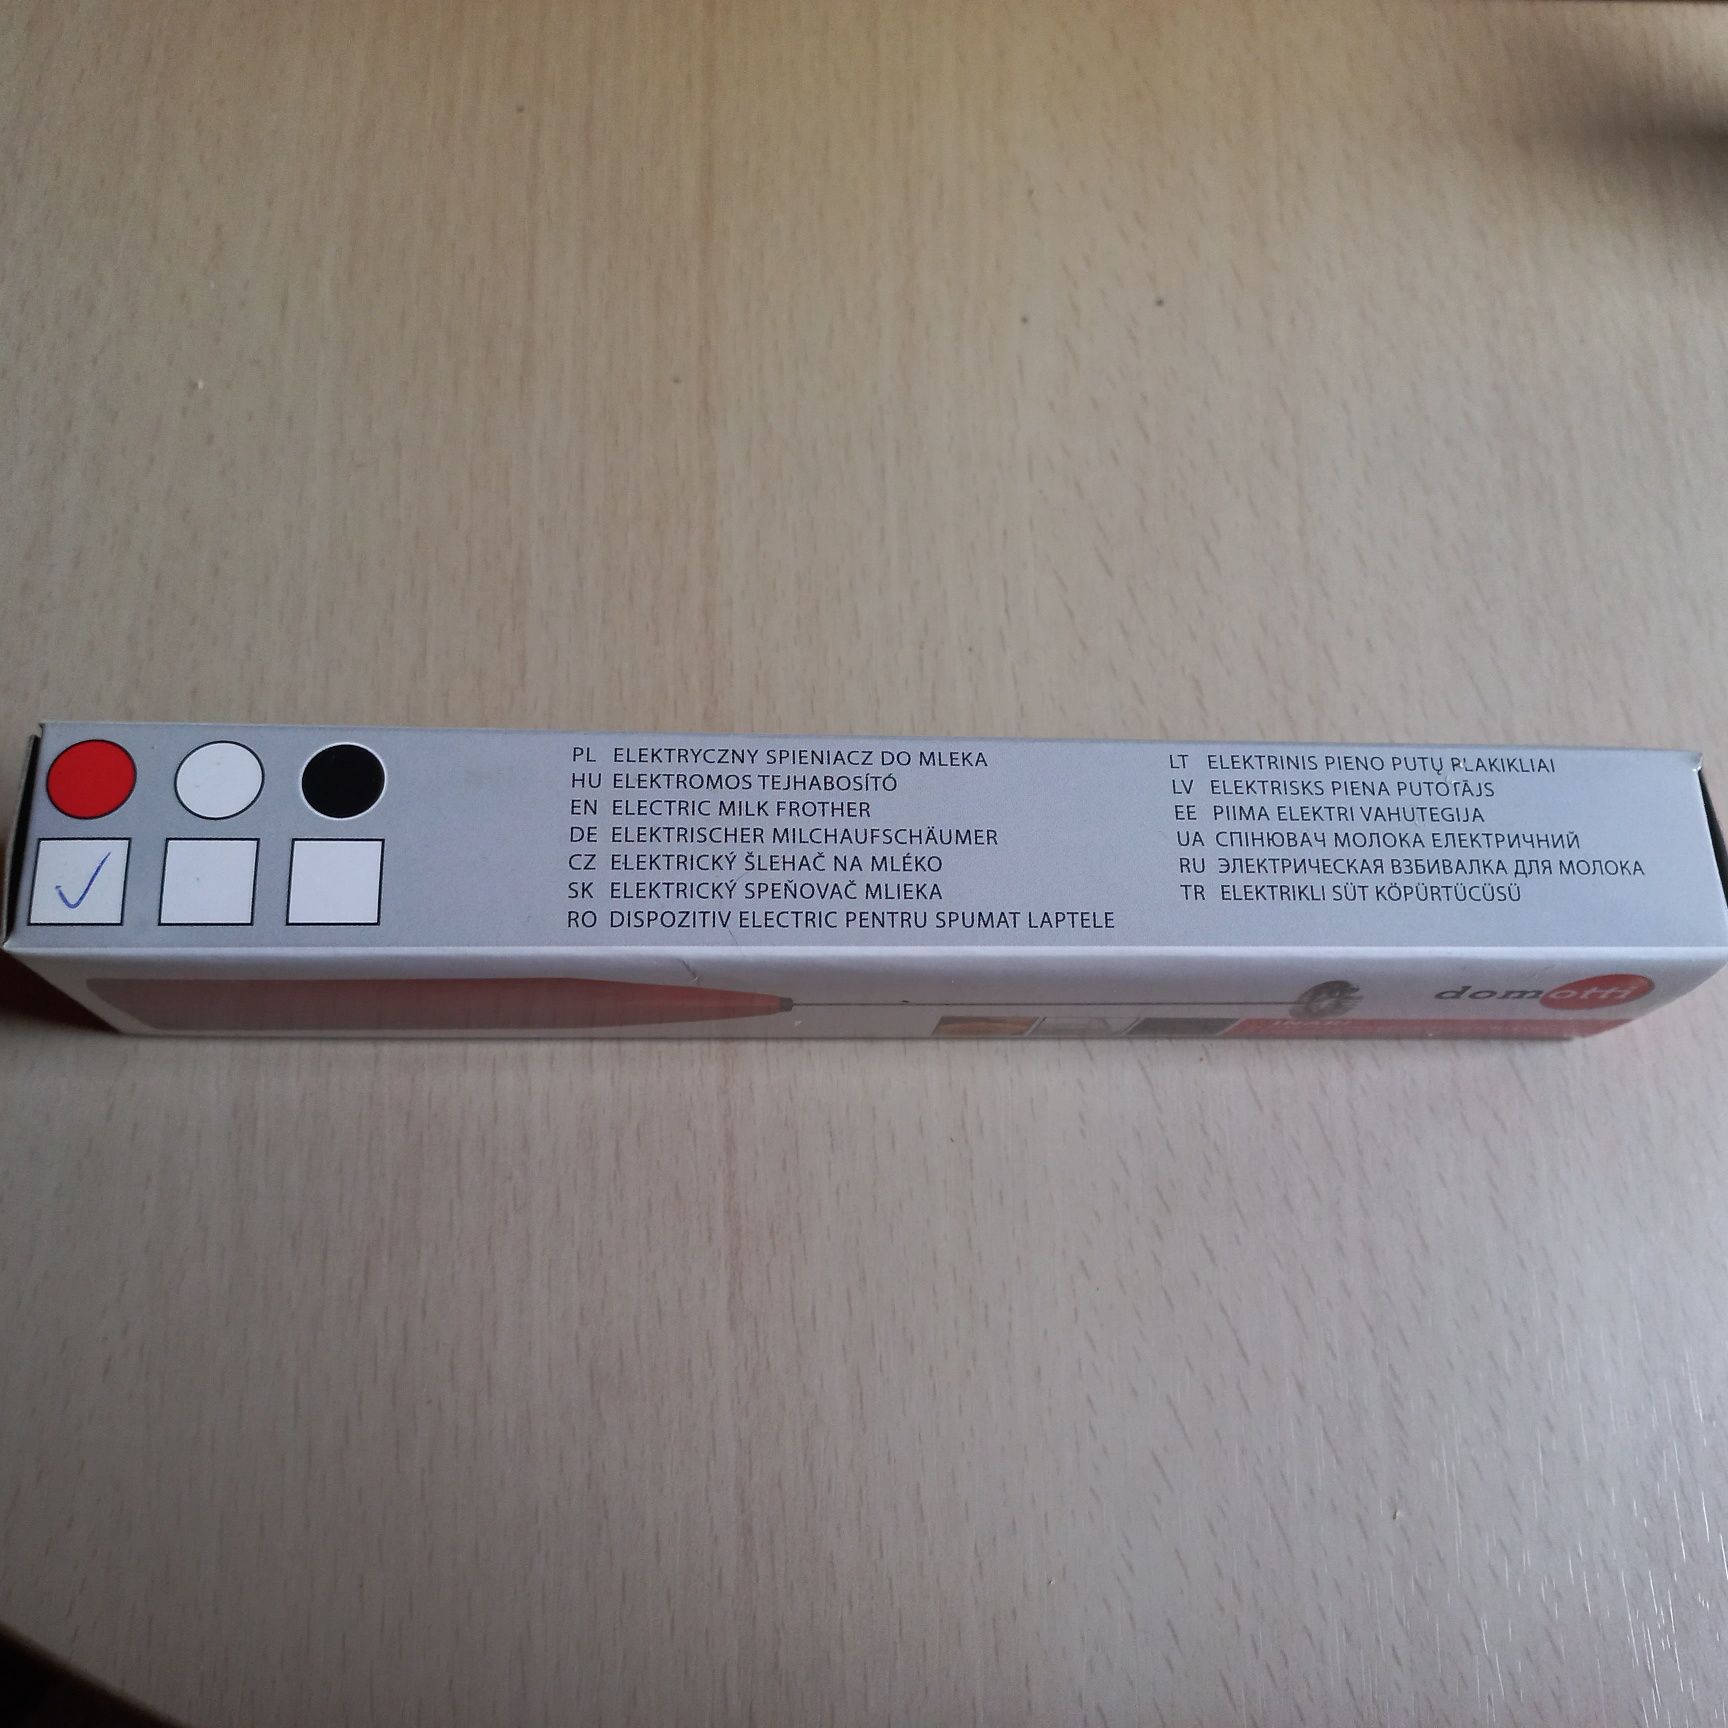 PL ELEKTRYCZNY SPIENIACZ DO MLEKA
HU ELEKTROMOS TEJHABOSÍTÓ
EN ELECTRIC MILK FROTHER
DE ELEKTRISCHER MILCHAUFSCHÄUMER
CZ ELEKTRICKÝ ŠLEHAČ NA MLÉKO
SK ELEKTRICKÝ SPEŇOVAČ MLIEKA
RO DISPOZITIV ELECTRIC PENTRU SPUMAT LAPTELE
LT ELEKTRINIS PIENO PUTŲ PLAKIKLIAI
LV ELEKTRISKS PIENA PUTOTĀJS
EE PIIMA ELEKTRI VAHUTEGIJA
UA СПІНЮВАЧ МОЛОКА ЕЛЕКТРИЧНИЙ
RU ЭЛЕКТРИЧЕСКАЯ ВЗБИВАЛКА ДЛЯ МОЛОКА
TR ELEKTRIKLI SÜT KÖPÜRTÜCÜSÜ
domotti